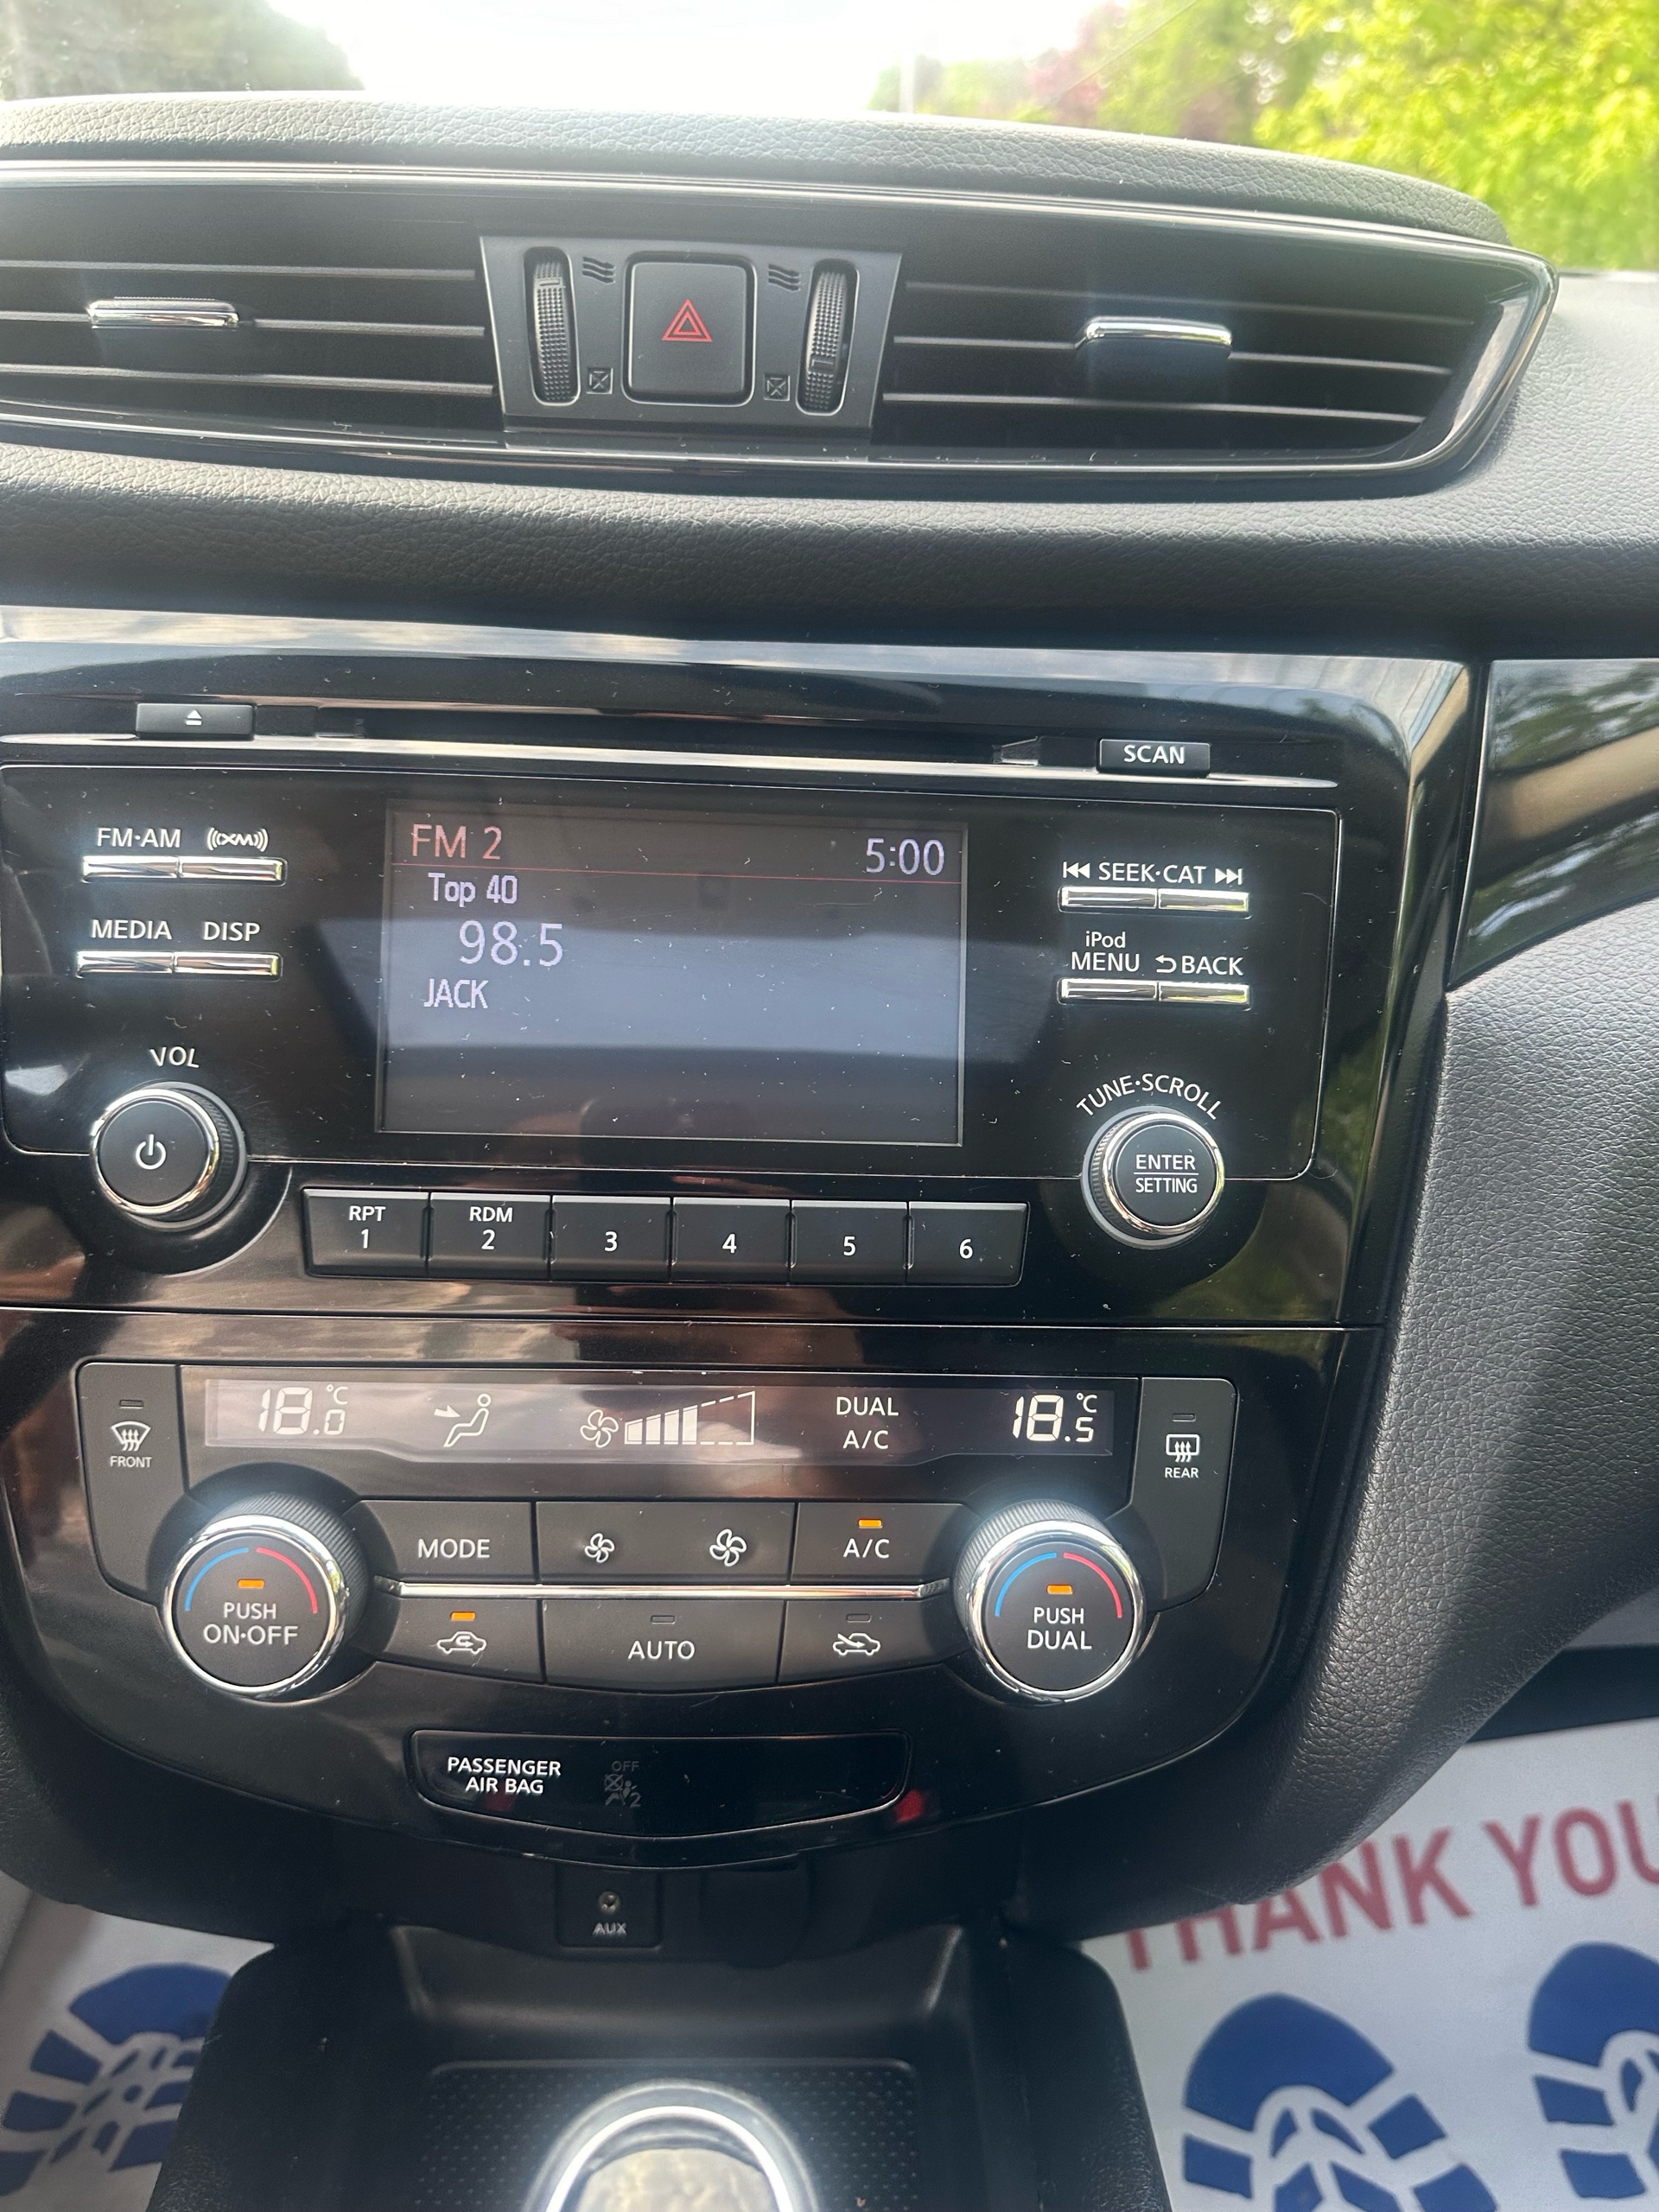 SCAN
FM·AM ((XM))
FM 2 5:00
Top 40
98.5
JACK
MEDIA DISP
SEEK·CAT
iPod
MENU BACK
VOL
TUNE·SCROLL
ENTER
SETTING
RPT
1
RDM
2
3
4
5
6
18.0 °C
DUAL
A/C
18.5 °C
FRONT
REAR
MODE
A/C
PUSH
ON·OFF
AUTO
PUSH
DUAL
PASSENGER
AIR BAG
OFF
2
AUX
THANK YOU